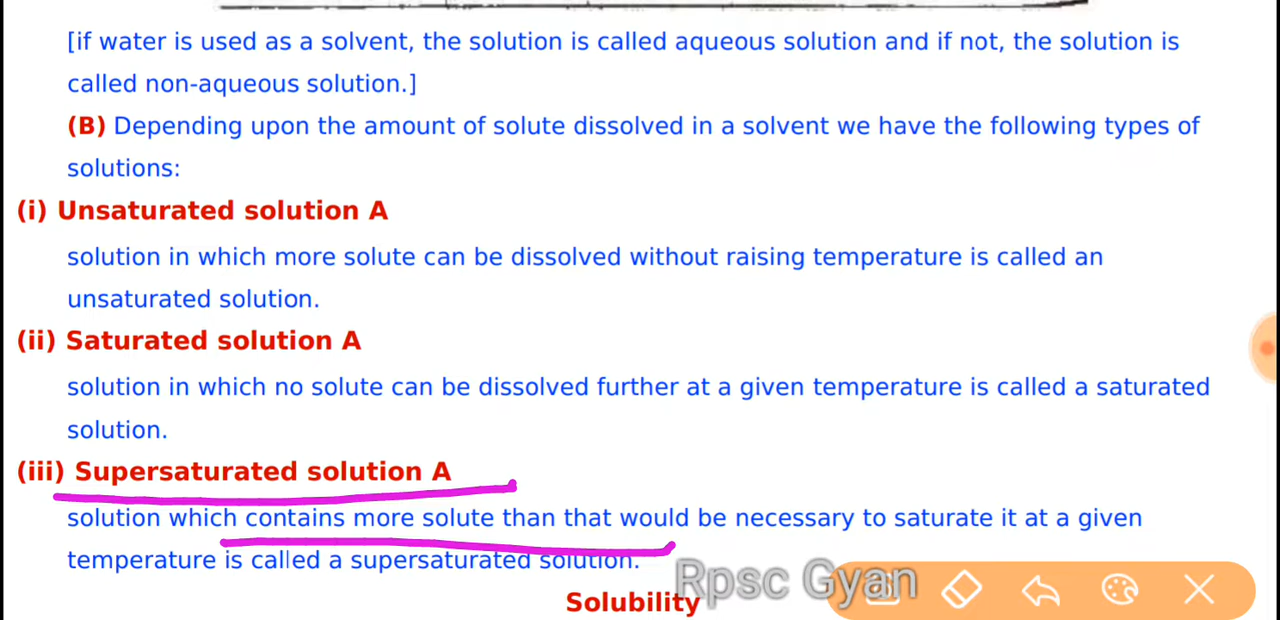 [if water is used as a solvent, the solution is called aqueous solution and if not, the solution is
called non-aqueous solution.]
(B) Depending upon the amount of solute dissolved in a solvent we have the following types of
solutions:
(i) Unsaturated solution A
solution in which more solute can be dissolved without raising temperature is called an
unsaturated solution.
(ii) Saturated solution A
solution in which no solute can be dissolved further at a given temperature is called a saturated
solution.
(iii) Supersaturated solution A
solution which contains more solute than that would be necessary to saturate it at a given
temperature is called a supersaturated solution.
Rpsc Gyan
Solubility